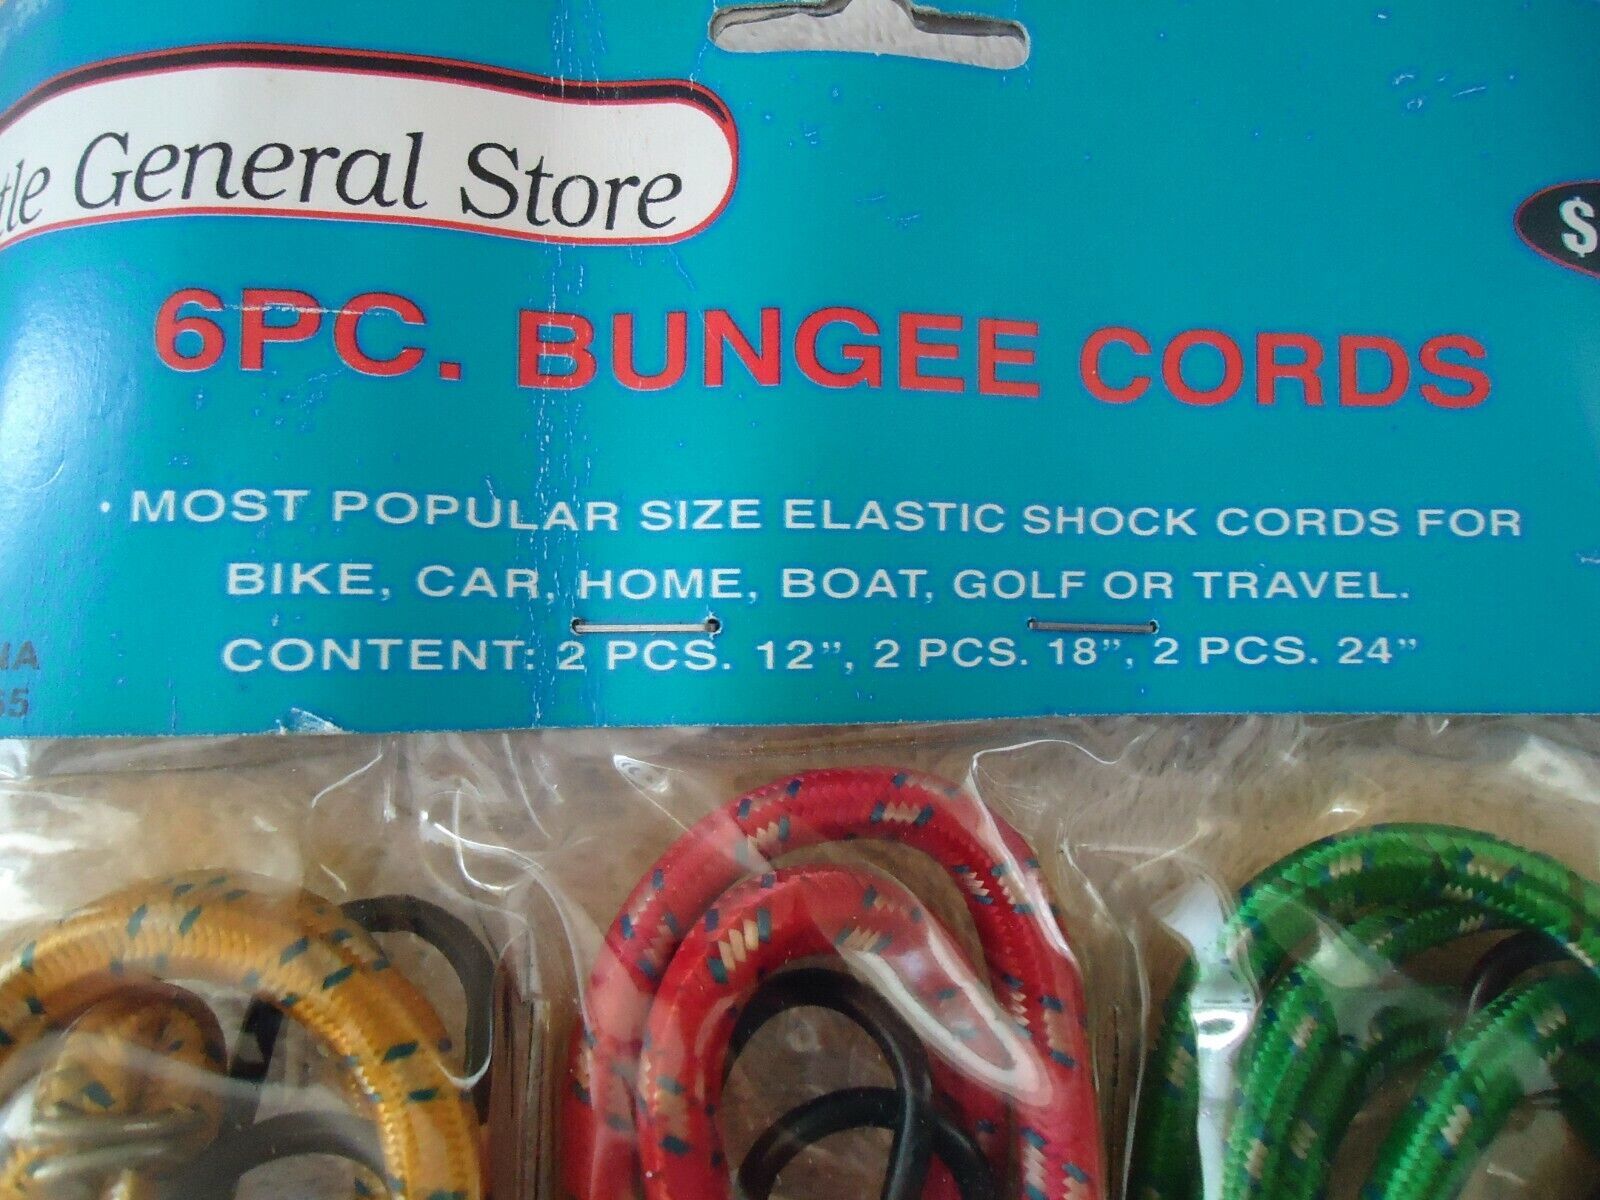 General Store
$
6PC. BUNGEE CORDS
· MOST POPULAR SIZE ELASTIC SHOCK CORDS FOR
BIKE, CAR, HOME, BOAT, GOLF OR TRAVEL.
CONTENT: 2 PCS. 12”, 2 PCS. 18”, 2 PCS. 24”